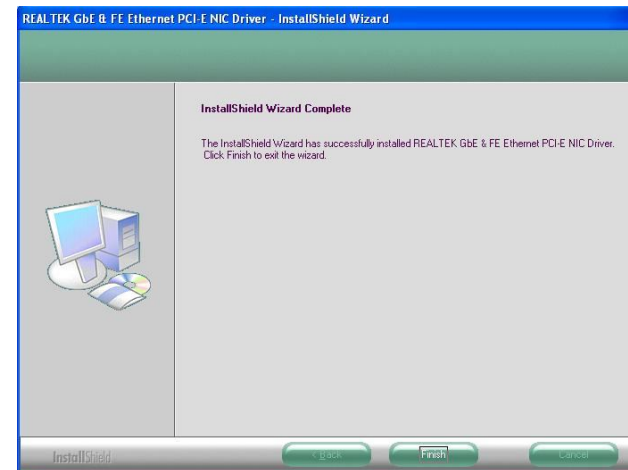 REALTEK GbE & FE Ethernet PCI-E NIC Driver - InstallShield Wizard
InstallShield Wizard Complete
The InstallShield Wizard has successfully installed REALTEK GbE & FE Ethernet PCI-E NIC Driver.
Click Finish to exit the wizard.
InstallShield
< Back
Finish
Cancel